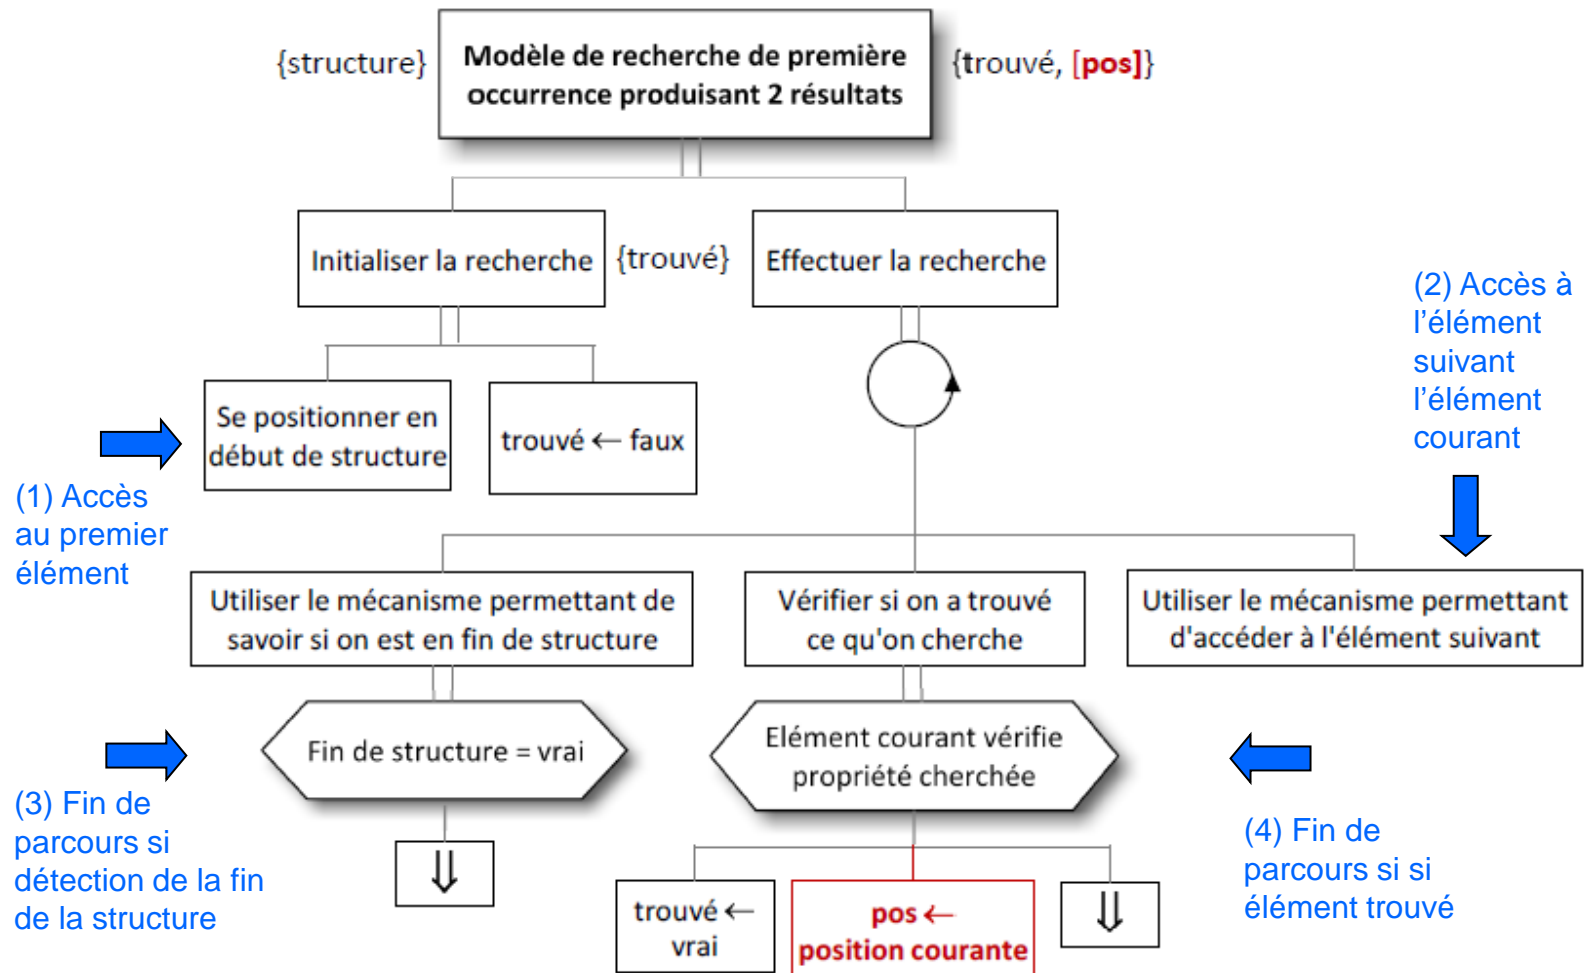 {structure}
Modèle de recherche de première
occurrence produisant 2 résultats
{trouvé, [pos]}
Initialiser la recherche
{trouvé}
Effectuer la recherche
(2) Accès à
l’élément
suivant
l’élément
courant
Se positionner en
début de structure
trouvé ← faux
(1) Accès
au premier
élément
Utiliser le mécanisme permettant de
savoir si on est en fin de structure
Vérifier si on a trouvé
ce qu'on cherche
Utiliser le mécanisme permettant
d'accéder à l'élément suivant
Fin de structure = vrai
Elément courant vérifie
propriété cherchée
(3) Fin de
parcours si
détection de la fin
de la structure
⇓
(4) Fin de
parcours si si
élément trouvé
trouvé ←
vrai
pos ←
position courante
⇓